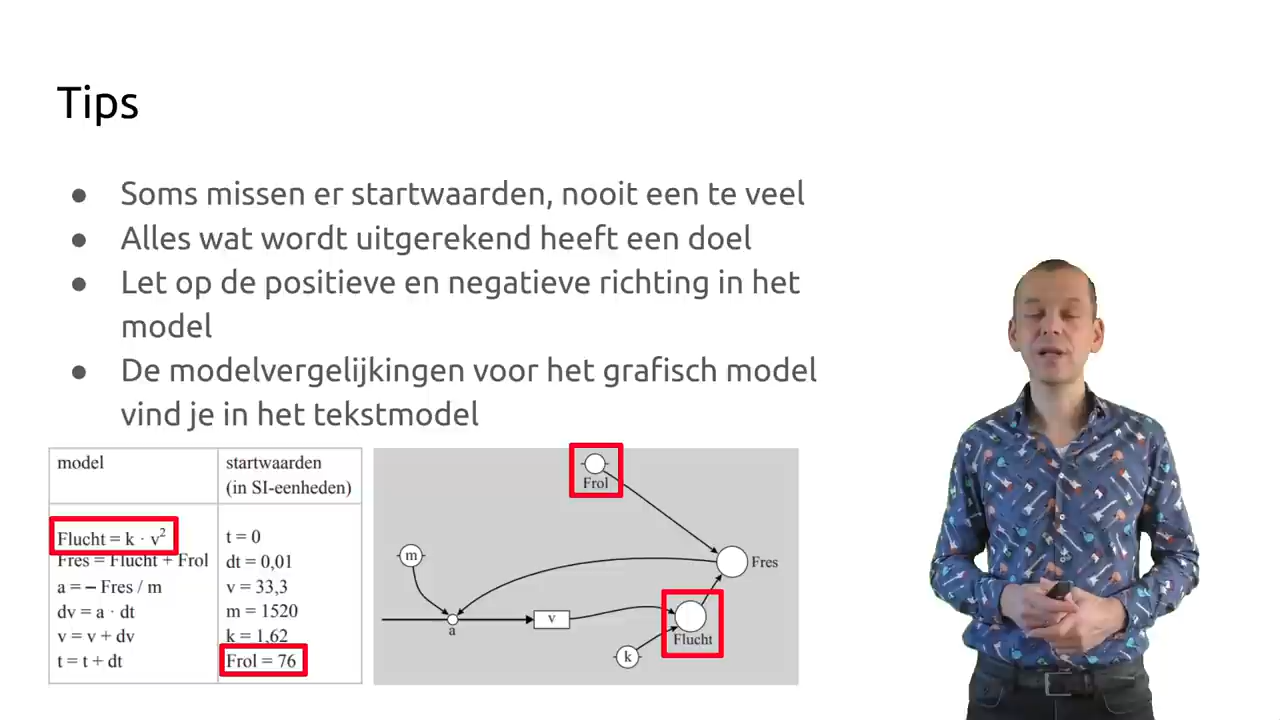 Tips
● Soms missen er startwaarden, nooit een te veel
● Alles wat wordt uitgerekend heeft een doel
● Let op de positieve en negatieve richting in het
model
● De modelvergelijkingen voor het grafisch model
vind je in het tekstmodel
model
startwaarden
(in SI-eenheden)
Flucht = k · v²
Fres = Flucht + Frol
a = – Fres / m
dv = a · dt
v = v + dv
t = t + dt
t = 0
dt = 0,01
v = 33,3
m = 1520
k = 1,62
Frol = 76
Frol
m
Fres
a
v
Flucht
k